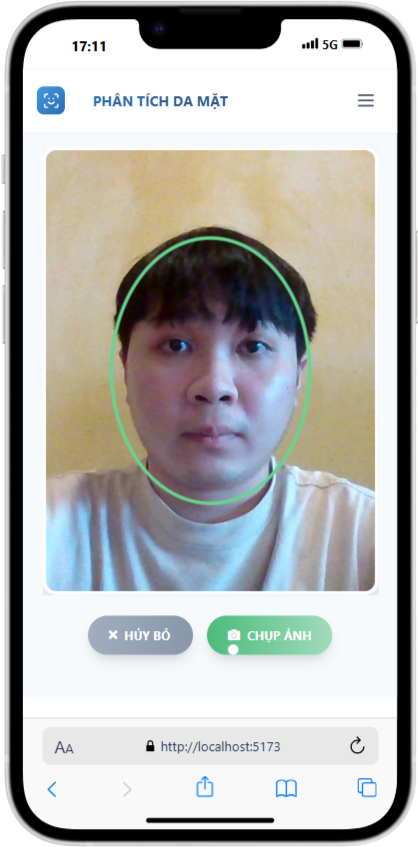 17:11
5G
PHÂN TÍCH DA MẶT
HỦY BỎ
CHỤP ẢNH
AA
http://localhost:5173